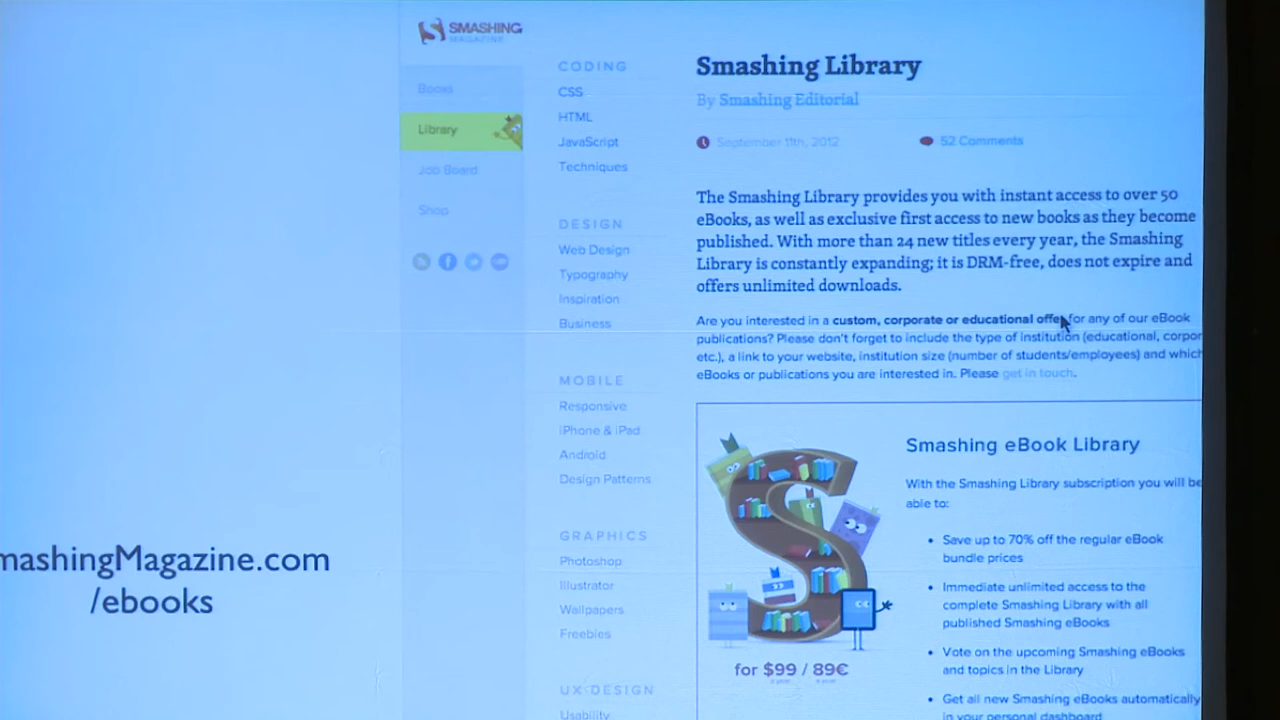 SMASHING
MAGAZINE
Books
Library
Job Board
Shop
CODING
CSS
HTML
JavaScript
Techniques
DESIGN
Web Design
Typography
Inspiration
Business
MOBILE
Responsive
iPhone & iPad
Android
Design Patterns
GRAPHICS
Photoshop
Illustrator
Wallpapers
Freebies
UX DESIGN
Usability
Smashing Library
By Smashing Editorial
September 11th, 2012
52 Comments
The Smashing Library provides you with instant access to over 50
eBooks, as well as exclusive first access to new books as they become
published. With more than 24 new titles every year, the Smashing
Library is constantly expanding; it is DRM-free, does not expire and
offers unlimited downloads.
Are you interested in a custom, corporate or educational offer for any of our eBook
publications? Please don't forget to include the type of institution (educational, corpor
etc.), a link to your website, institution size (number of students/employees) and which
eBooks or publications you are interested in. Please get in touch.
for $99 / 89€
a year a year
Smashing eBook Library
With the Smashing Library subscription you will be
able to:
• Save up to 70% off the regular eBook
bundle prices
• Immediate unlimited access to the
complete Smashing Library with all
published Smashing eBooks
• Vote on the upcoming Smashing eBooks
and topics in the Library
• Get all new Smashing eBooks automatically
in your personal dashboard
mashingMagazine.com
/ebooks